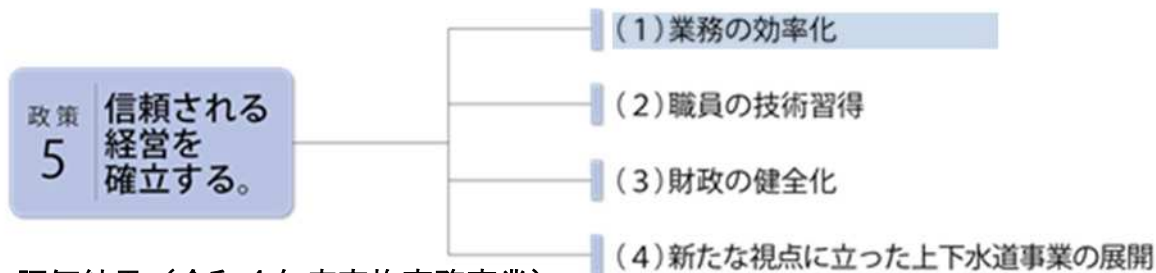 政策
5
信頼される
経営を
確立する。
(1)業務の効率化
(2)職員の技術習得
(3)財政の健全化
(4)新たな視点に立った上下水道事業の展開